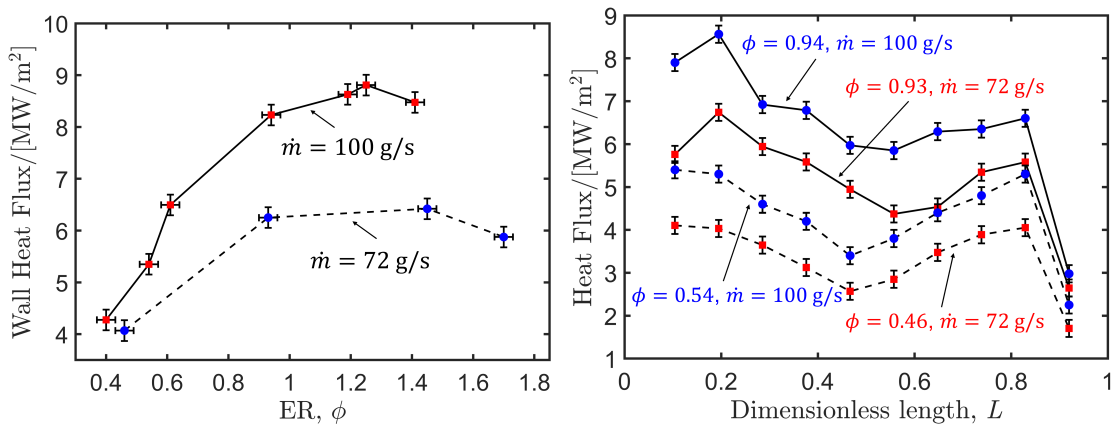 Wall Heat Flux/[MW/m²]
10
9
8
7
6
5
4
ṁ = 100 g/s
ṁ = 72 g/s
0.4 0.6 0.8 1 1.2 1.4 1.6 1.8
ER, ϕ
Heat Flux/[MW/m²]
9
8
7
6
5
4
3
2
1
ϕ = 0.94, ṁ = 100 g/s
ϕ = 0.93, ṁ = 72 g/s
ϕ = 0.54, ṁ = 100 g/s
ϕ = 0.46, ṁ = 72 g/s
0 0.2 0.4 0.6 0.8 1
Dimensionless length, L